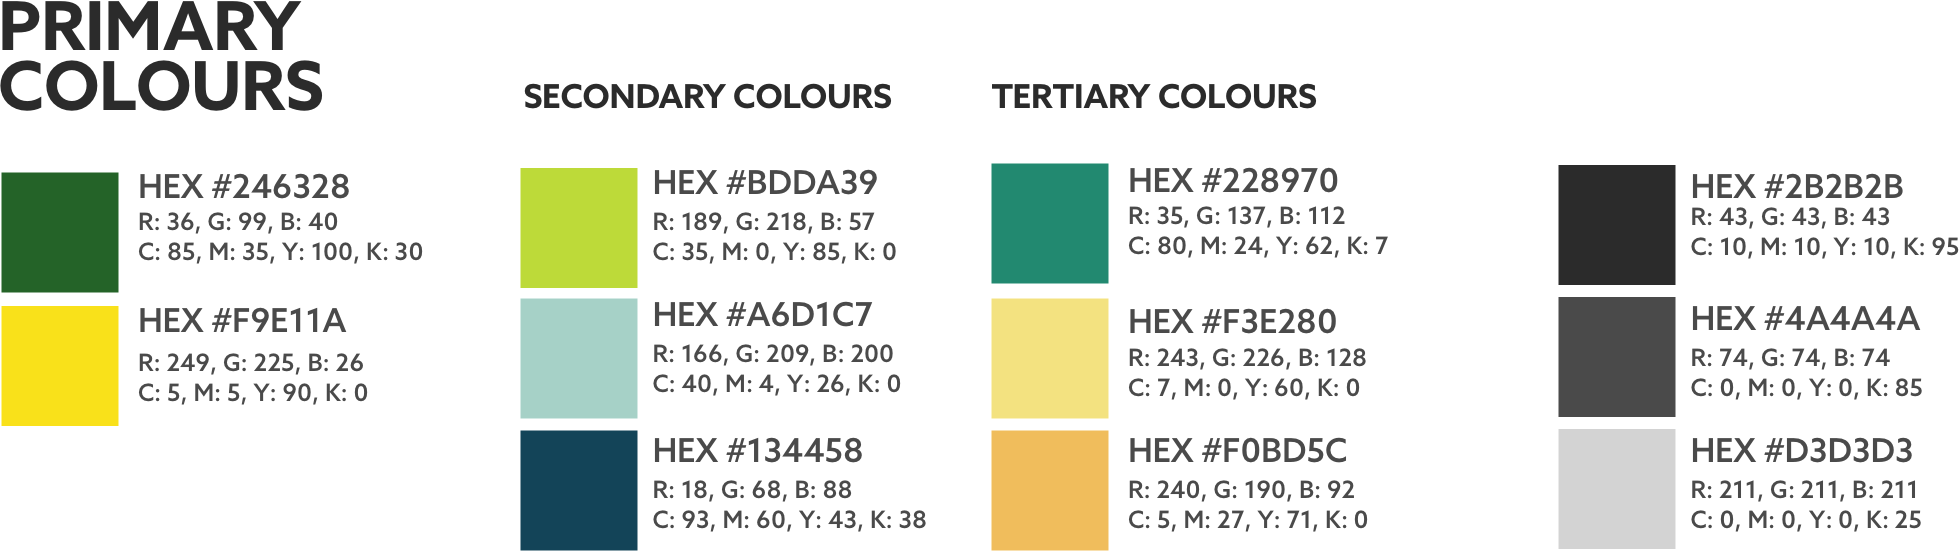 PRIMARY
COLOURS
HEX #246328
R: 36, G: 99, B: 40
C: 85, M: 35, Y: 100, K: 30
HEX #F9E11A
R: 249, G: 225, B: 26
C: 5, M: 5, Y: 90, K: 0
SECONDARY COLOURS
HEX #BDDA39
R: 189, G: 218, B: 57
C: 35, M: 0, Y: 85, K: 0
HEX #A6D1C7
R: 166, G: 209, B: 200
C: 40, M: 4, Y: 26, K: 0
HEX #134458
R: 18, G: 68, B: 88
C: 93, M: 60, Y: 43, K: 38
TERTIARY COLOURS
HEX #228970
R: 35, G: 137, B: 112
C: 80, M: 24, Y: 62, K: 7
HEX #F3E280
R: 243, G: 226, B: 128
C: 7, M: 0, Y: 60, K: 0
HEX #F0BD5C
R: 240, G: 190, B: 92
C: 5, M: 27, Y: 71, K: 0
HEX #2B2B2B
R: 43, G: 43, B: 43
C: 10, M: 10, Y: 10, K: 95
HEX #4A4A4A
R: 74, G: 74, B: 74
C: 0, M: 0, Y: 0, K: 85
HEX #D3D3D3
R: 211, G: 211, B: 211
C: 0, M: 0, Y: 0, K: 25